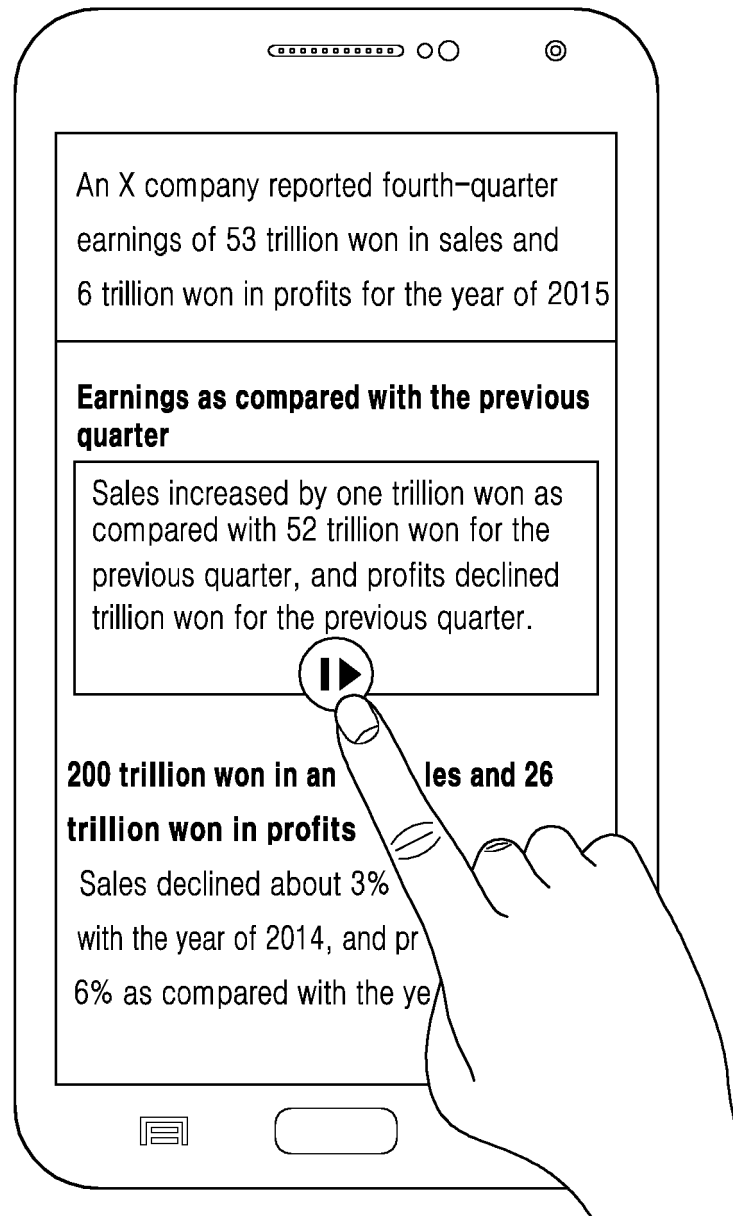 An X company reported fourth-quarter
earnings of 53 trillion won in sales and
6 trillion won in profits for the year of 2015
Earnings as compared with the previous
quarter
Sales increased by one trillion won as
compared with 52 trillion won for the
previous quarter, and profits declined
trillion won for the previous quarter.
200 trillion won in an les and 26
trillion won in profits
Sales declined about 3%
with the year of 2014, and pr
6% as compared with the ye